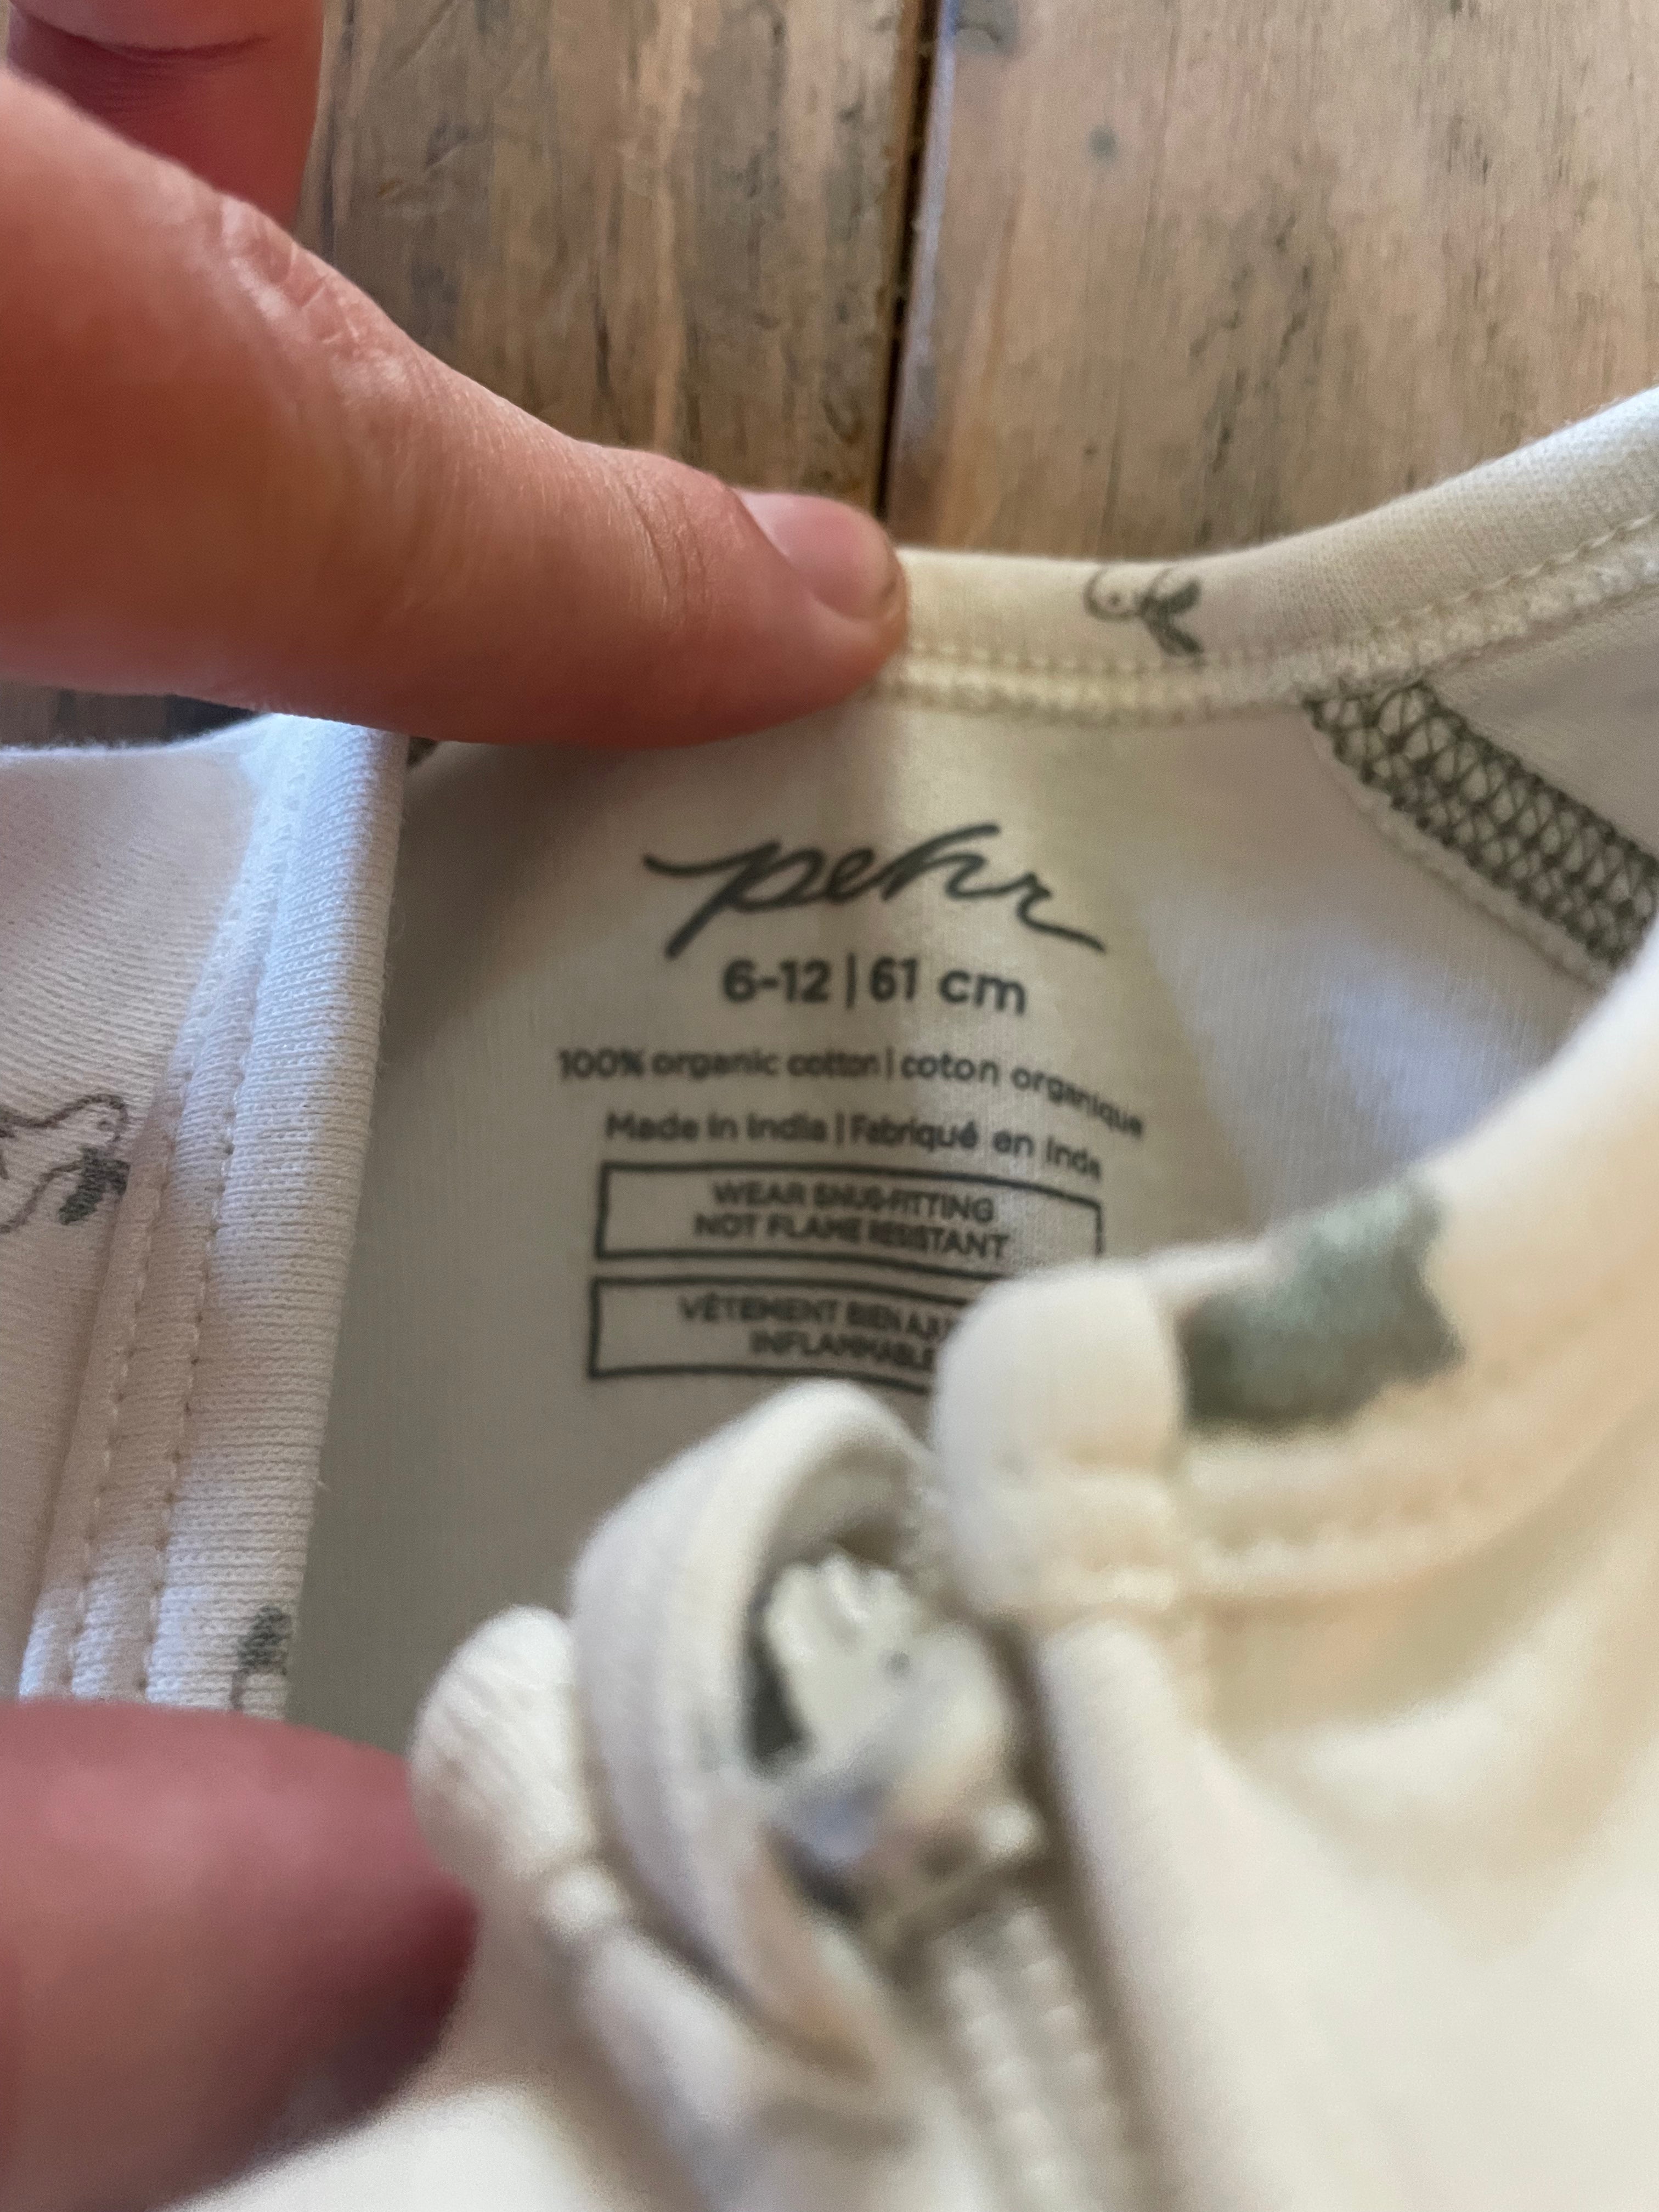 pehr
6-12 | 61 cm
100% organic cotton | coton organique
Made in India | Fabriqué en Inde
WEAR SNUG-FITTING
NOT FLAME RESISTANT
VÊTEMENT BIEN
INFLAMMABLE